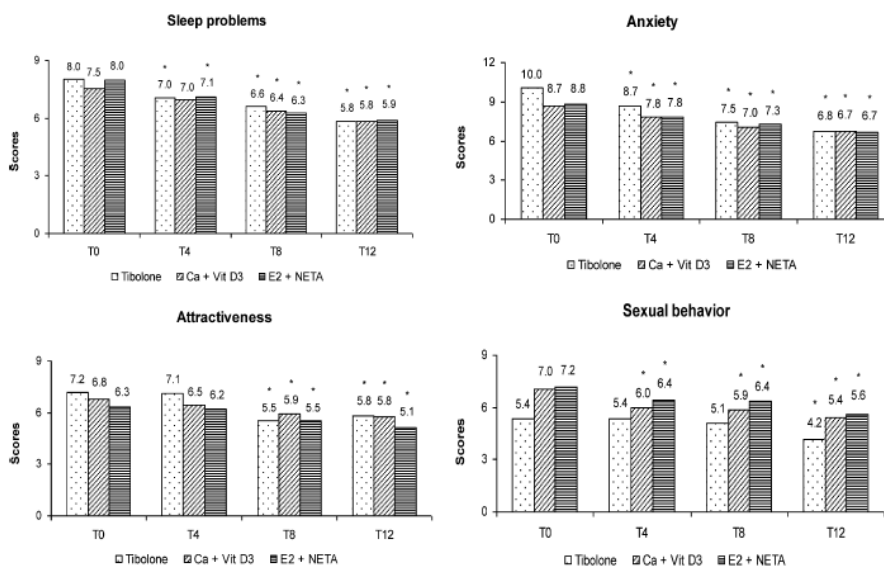 Sleep problems
9
6
3
0
Scores
8.0 7.5 8.0
* *
7.0 7.0 7.1
* * *
6.6 6.4 6.3
* * *
5.8 5.8 5.9
T0 T4 T8 T12
Tibolone Ca + Vit D3 E2 + NETA
Anxiety
12
9
6
3
0
Scores
10.0 8.7 8.8
* * *
8.7 7.8 7.8
* * *
7.5 7.0 7.3
* * *
6.8 6.7 6.7
T0 T4 T8 T12
Tibolone Ca + Vit D3 E2 + NETA
Attractiveness
9
6
3
0
Scores
7.2 6.8 6.3
7.1 6.5 6.2
* * *
5.5 5.9 5.5
* * *
5.8 5.8 5.1
T0 T4 T8 T12
Tibolone Ca + Vit D3 E2 + NETA
Sexual behavior
9
6
3
0
Scores
5.4 7.0 7.2
* *
5.4 6.0 6.4
* *
5.1 5.9 6.4
* * *
4.2 5.4 5.6
T0 T4 T8 T12
Tibolone Ca + Vit D3 E2 + NETA